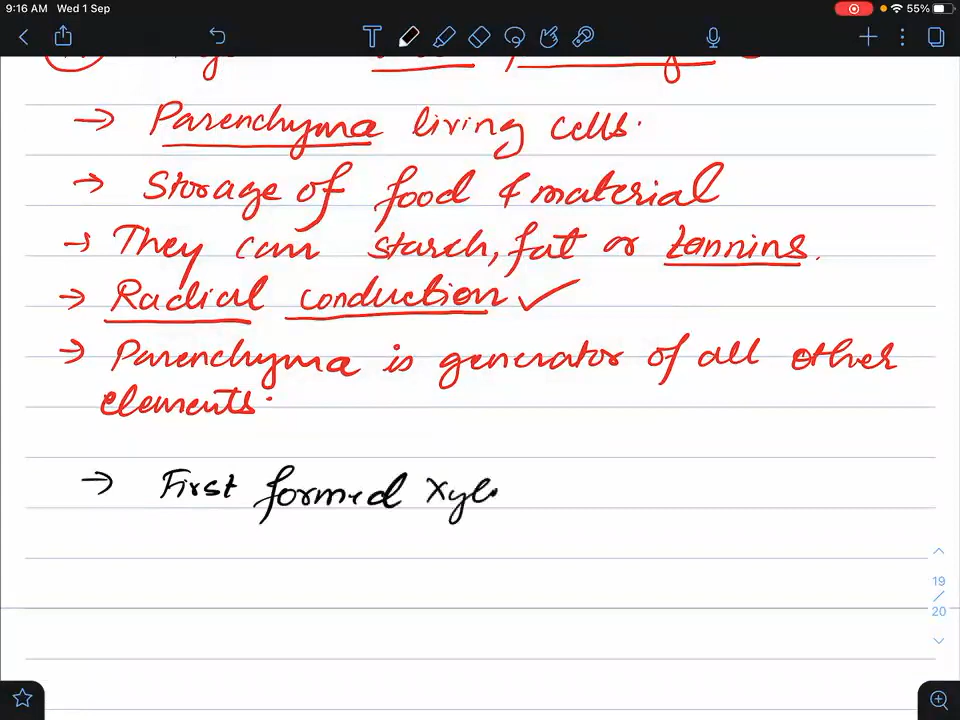 9:16 AM Wed 1 Sep
55%
→ Parenchyma living cells.
→ Storage of food & material
→ They can starch, fat or tannins.
→ Radial conduction ✓
→ Parenchyma is generator of all other
elements.
→ First formed xyle
19
/
20